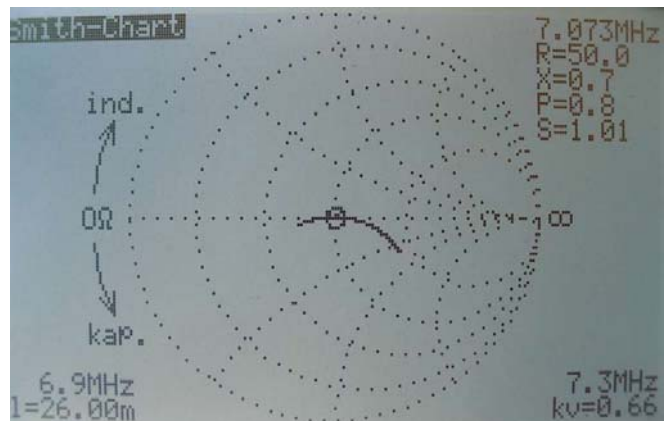 Smith-Chart
7.073MHz
R=50.0
X=0.7
P=0.8
S=1.01
ind.
0Ω
∞
kap.
6.9MHz
7.3MHz
l=26.00m
kv=0.66